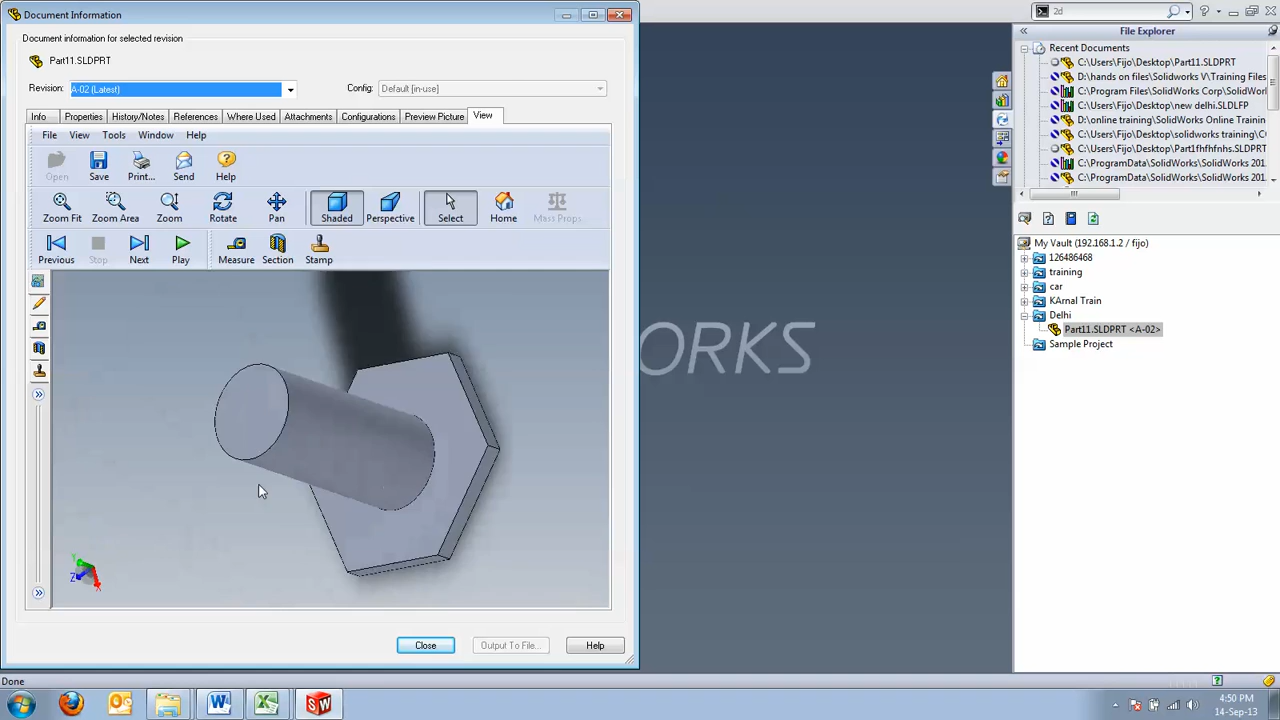 Document Information
2d
Document information for selected revision
File Explorer
Recent Documents
Part11.SLDPRT
C:\Users\Fijo\Desktop\Part11.SLDPRT
D:\hands on files\Solidworks V\Training Files
Revision:
A-02 (Latest)
Config:
Default [in-use]
C:\Program Files\Solidworks Corp\SolidWorks
C:\Users\Fijo\Desktop\new delhi.SLDLFP
Info
Properties
History/Notes
References
Where Used
Attachments
Configurations
Preview Picture
View
D:\online training\SolidWorks Online Training
C:\Users\Fijo\Desktop\solidworks training\C
File
View
Tools
Window
Help
C:\Users\Fijo\Desktop\Part1fhfhfnhs.SLDPRT
C:\ProgramData\SolidWorks\SolidWorks 201
C:\ProgramData\SolidWorks\SolidWorks 201
Open
Save
Print...
Send
Help
Zoom Fit
Zoom Area
Zoom
Rotate
Pan
Shaded
Perspective
Select
Home
Mass Props.
Previous
Stop
Next
Play
Measure
Section
Stamp
My Vault (192.168.1.2 / fijo)
126486468
training
car
KArnal Train
Delhi
Part11.SLDPRT <A-02>
Sample Project
ORKS
Y
Z
X
Close
Output To File...
Help
Done
4:50 PM
14-Sep-13